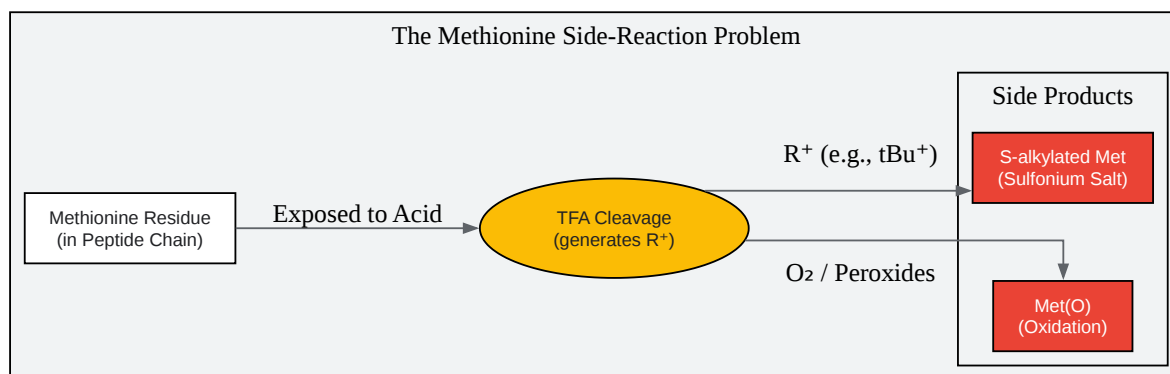 The Methionine Side-Reaction Problem
Side Products
R⁺ (e.g., tBu⁺)
S-alkylated Met
(Sulfonium Salt)
Methionine Residue
(in Peptide Chain)
Exposed to Acid
TFA Cleavage
(generates R⁺)
O₂ / Peroxides
Met(O)
(Oxidation)